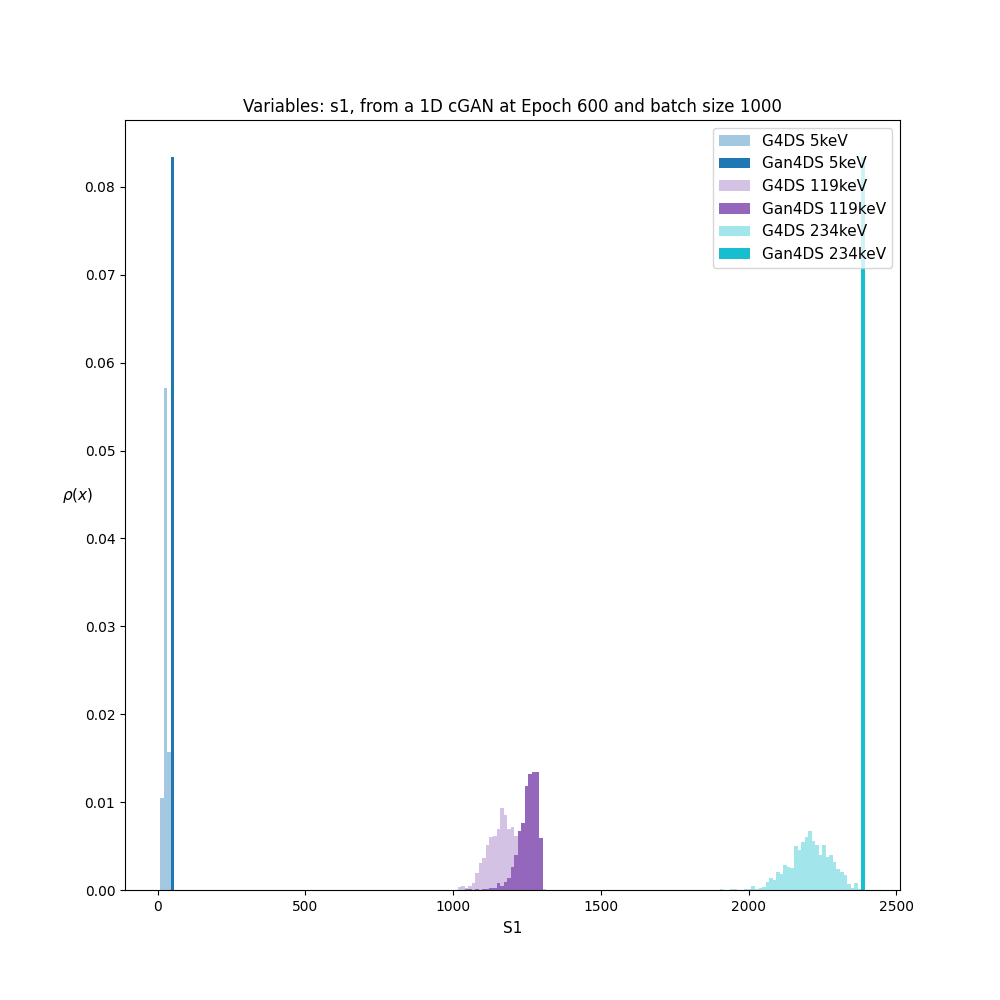 Variables: s1, from a 1D cGAN at Epoch 600 and batch size 1000
G4DS 5keV
Gan4DS 5keV
G4DS 119keV
Gan4DS 119keV
G4DS 234keV
Gan4DS 234keV
0.08
0.07
0.06
0.05
ρ(x)
0.04
0.03
0.02
0.01
0.00
0 500 1000 1500 2000 2500
S1